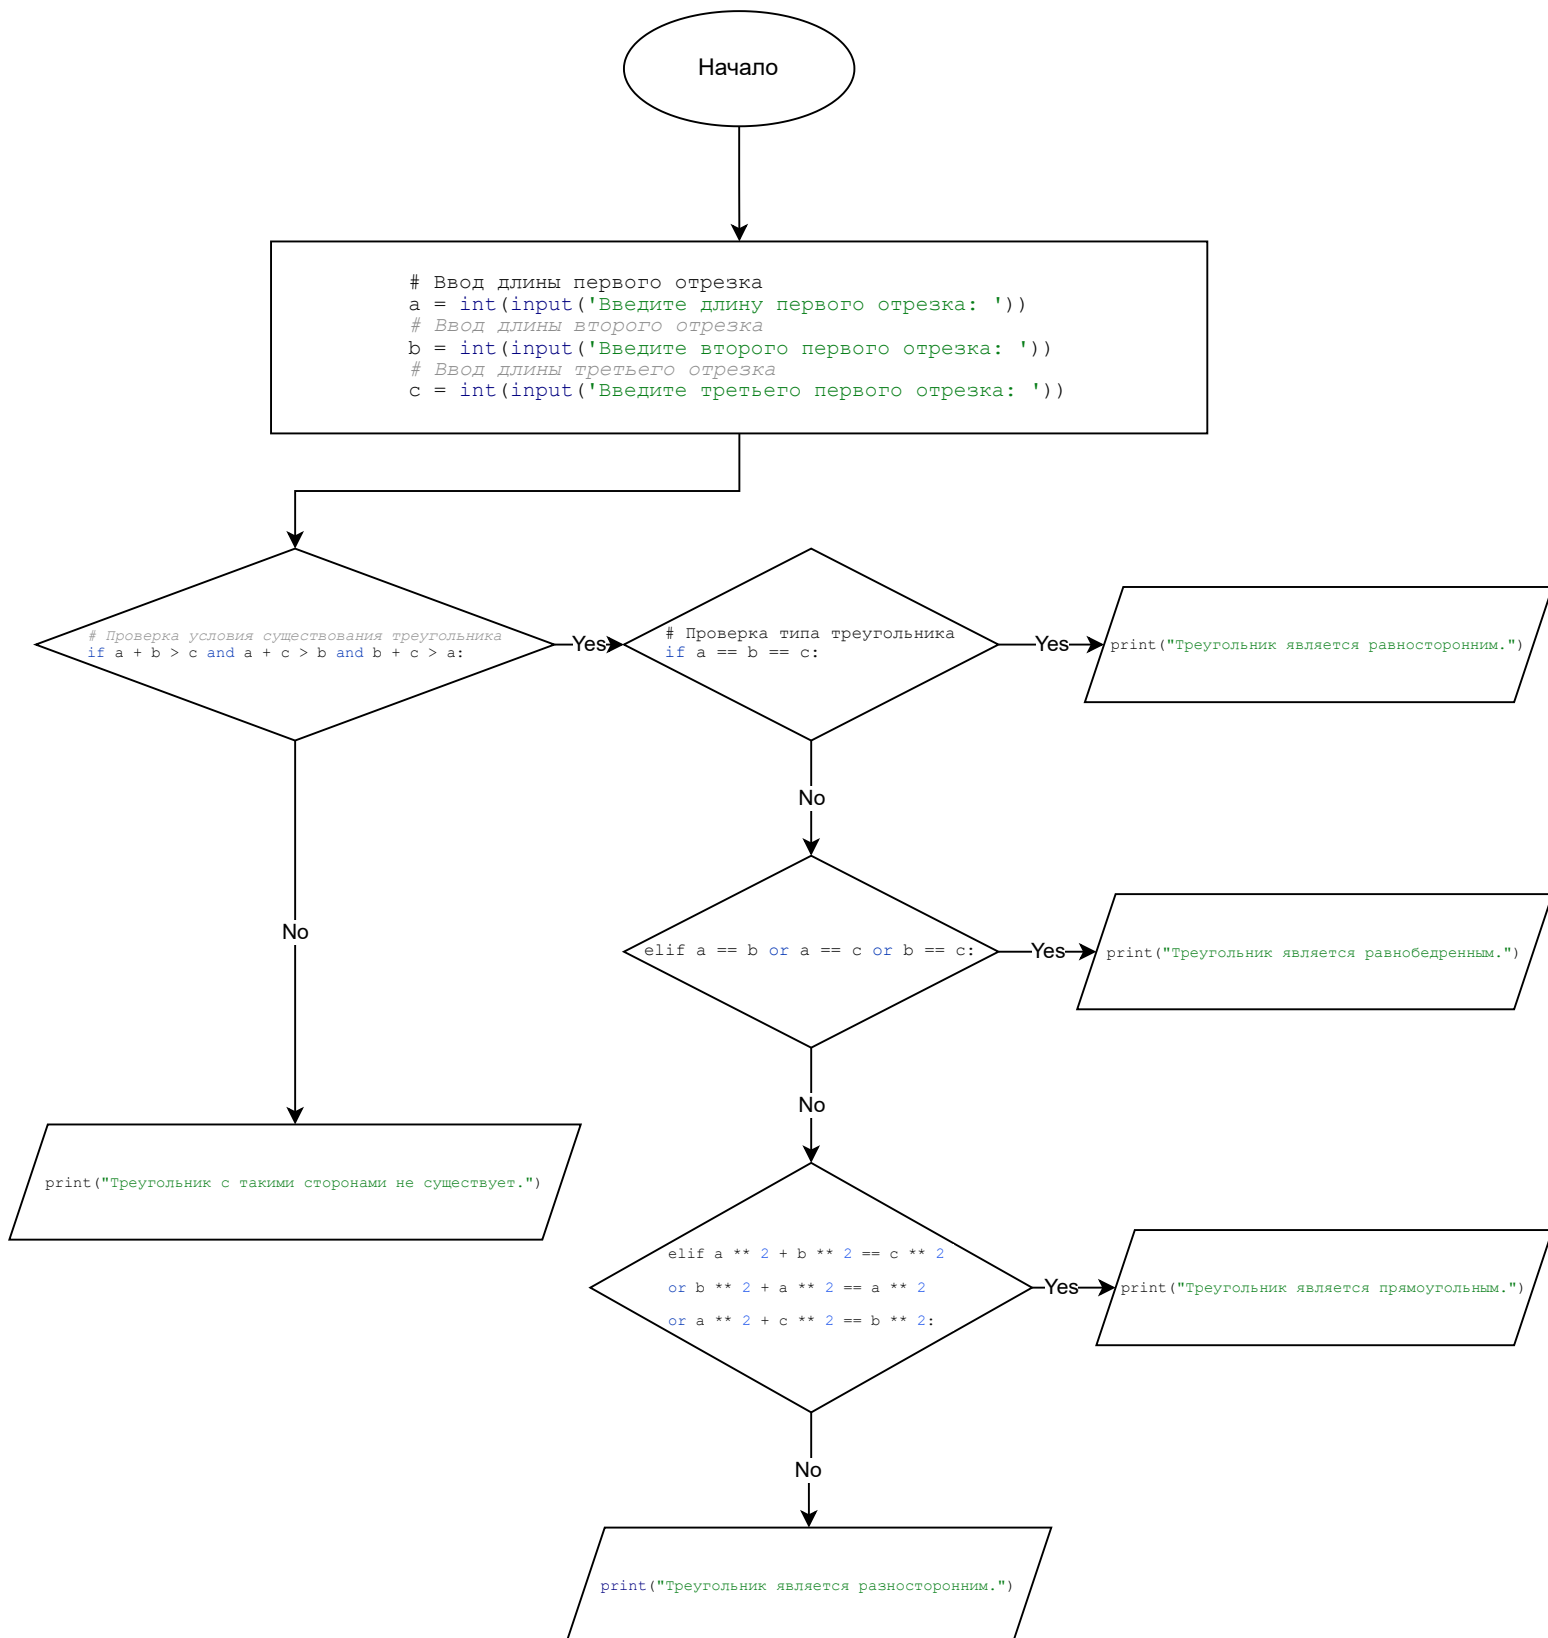 Начало
# Ввод длины первого отрезка
a = int(input('Введите длину первого отрезка: '))
# Ввод длины второго отрезка
b = int(input('Введите второго первого отрезка: '))
# Ввод длины третьего отрезка
c = int(input('Введите третьего первого отрезка: '))
# Проверка условия существования треугольника
if a + b > c and a + c > b and b + c > a:
Yes
# Проверка типа треугольника
if a == b == c:
Yes
print("Треугольник является равносторонним.")
No
No
elif a == b or a == c or b == c:
Yes
print("Треугольник является равнобедренным.")
No
print("Треугольник с такими сторонами не существует.")
elif a ** 2 + b ** 2 == c ** 2
or b ** 2 + a ** 2 == a ** 2
or a ** 2 + c ** 2 == b ** 2:
Yes
print("Треугольник является прямоугольным.")
No
print("Треугольник является разносторонним.")